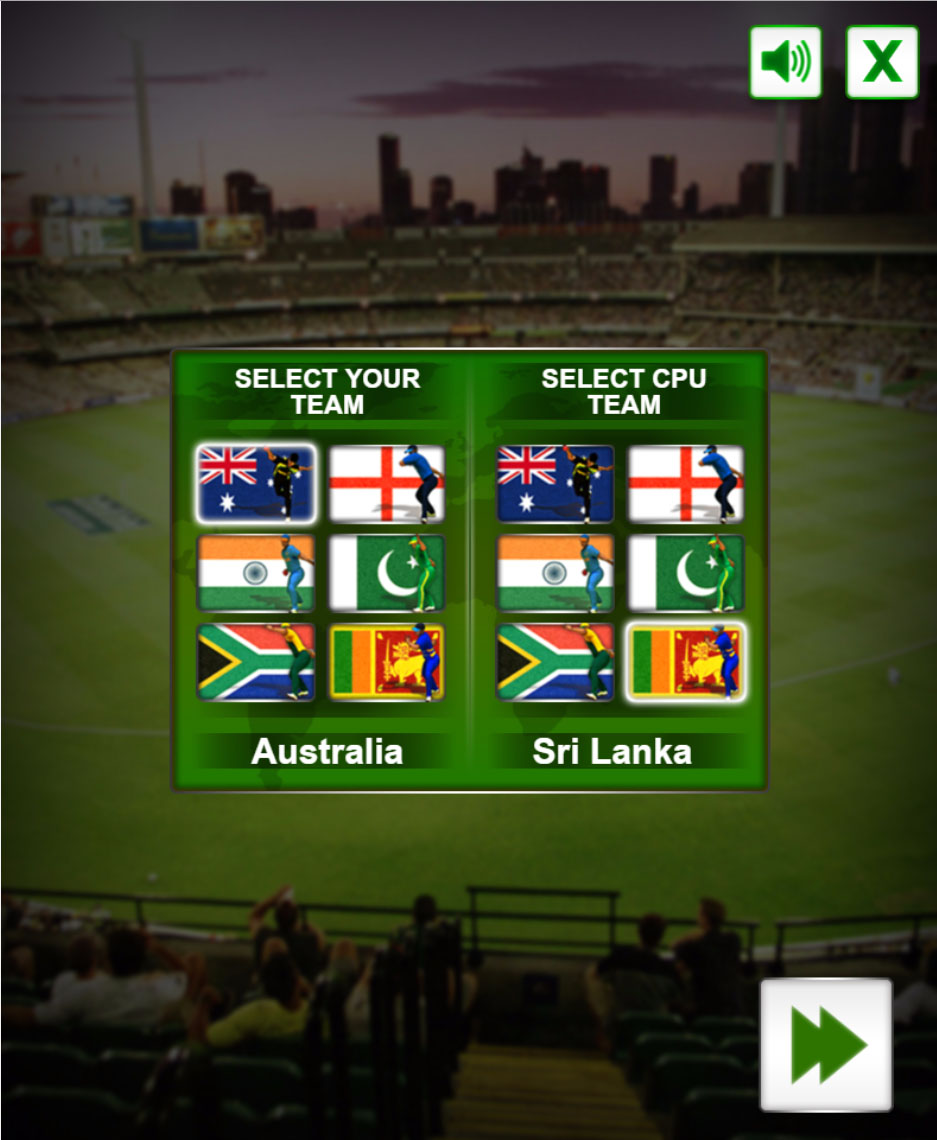 X
SELECT YOUR
TEAM
SELECT CPU
TEAM
Australia
Sri Lanka